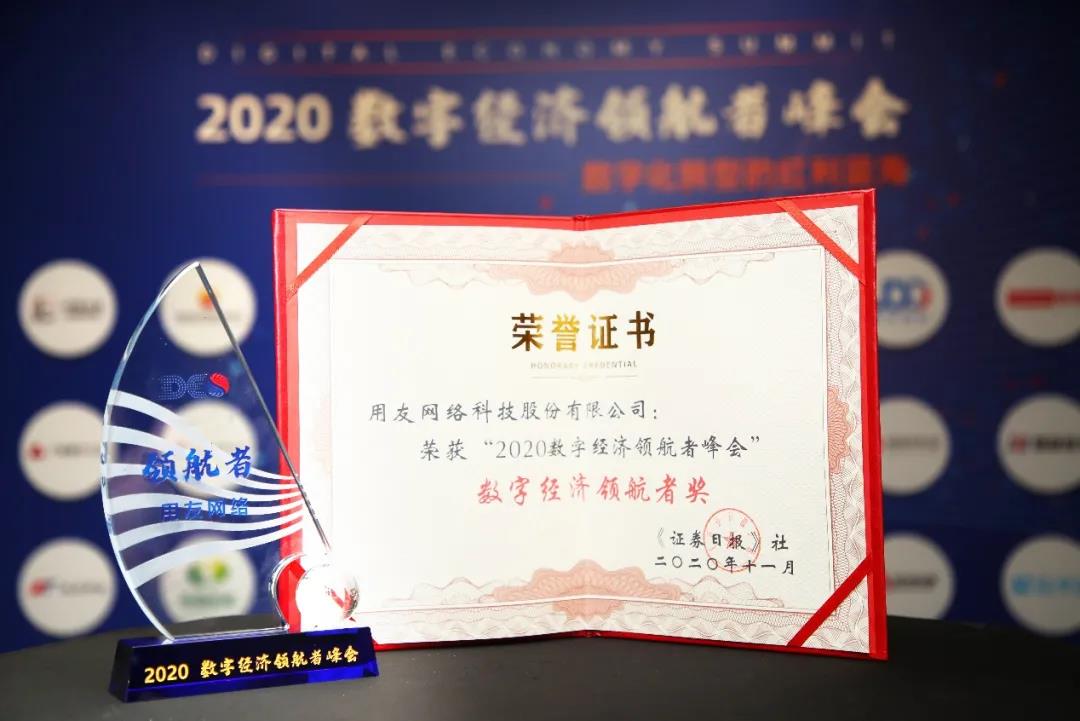 DIGITAL ECONOMY SUMMIT
2020 数字经济领航者峰会
荣誉证书
HONORARY CREDENTIAL
用友网络科技股份有限公司：
荣获 “2020数字经济领航者峰会”
数字经济领航者奖
《证券日报》社
二〇二〇年十一月
DES
领航者
用友网络
2020 数字经济领航者峰会